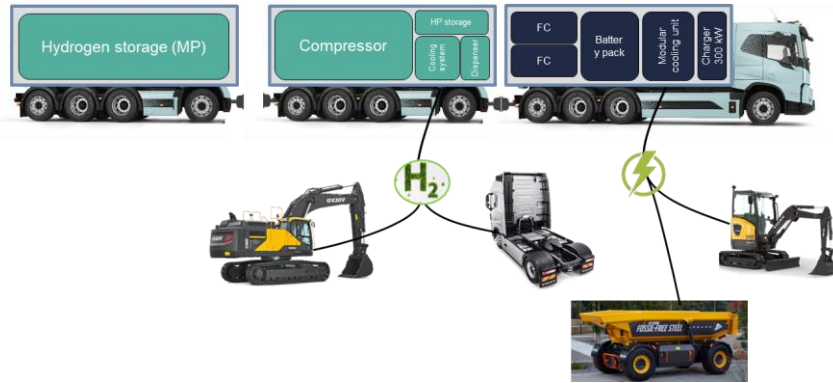 Hydrogen storage (MP)
Compressor
HP storage
Cooling
system
Dispenser
FC
FC
Batter
y pack
Modular
cooling unit
Charger
300 kW
H2
VOLVO
FOSSIL-FREE STEEL